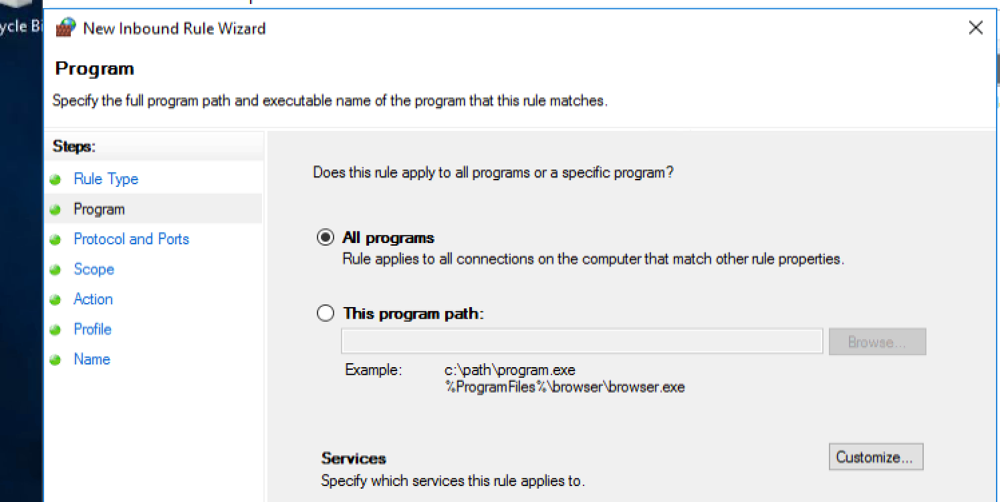 ycle Bi
New Inbound Rule Wizard
Program
Specify the full program path and executable name of the program that this rule matches.
Steps:
Rule Type
Program
Protocol and Ports
Scope
Action
Profile
Name
Does this rule apply to all programs or a specific program?
All programs
Rule applies to all connections on the computer that match other rule properties.
This program path:
Browse...
Example: c:\path\program.exe
%ProgramFiles%\browser\browser.exe
Services
Customize...
Specify which services this rule applies to.